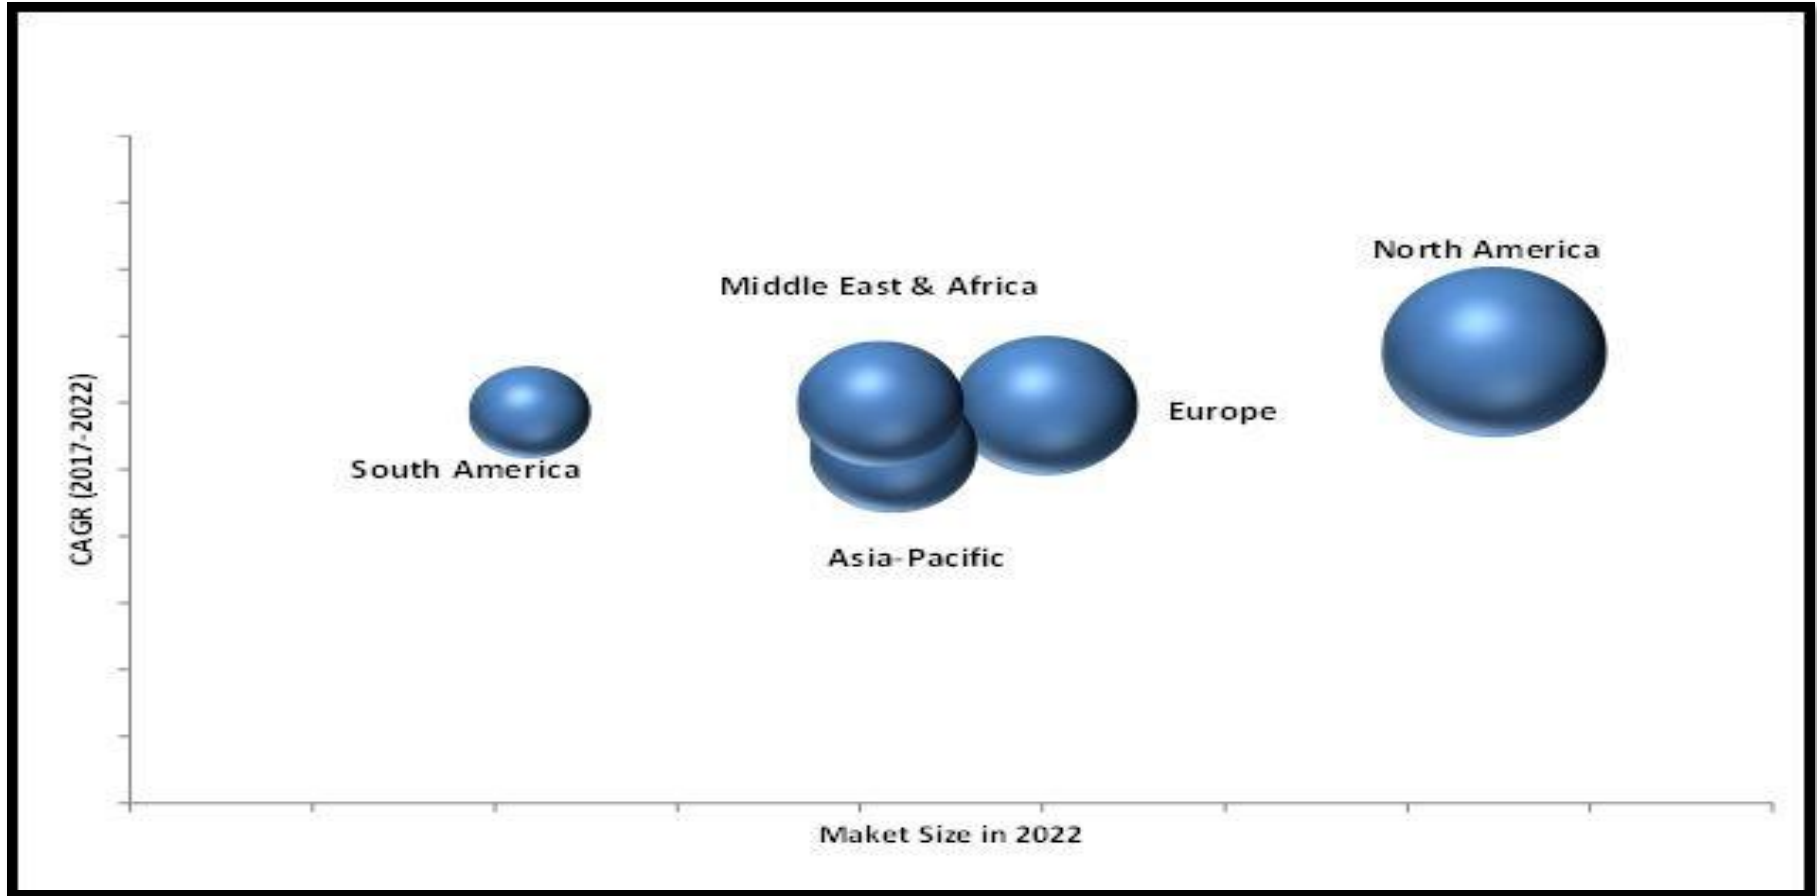 North America
Middle East & Africa
Europe
South America
Asia-Pacific
CAGR (2017-2022)
Maket Size in 2022